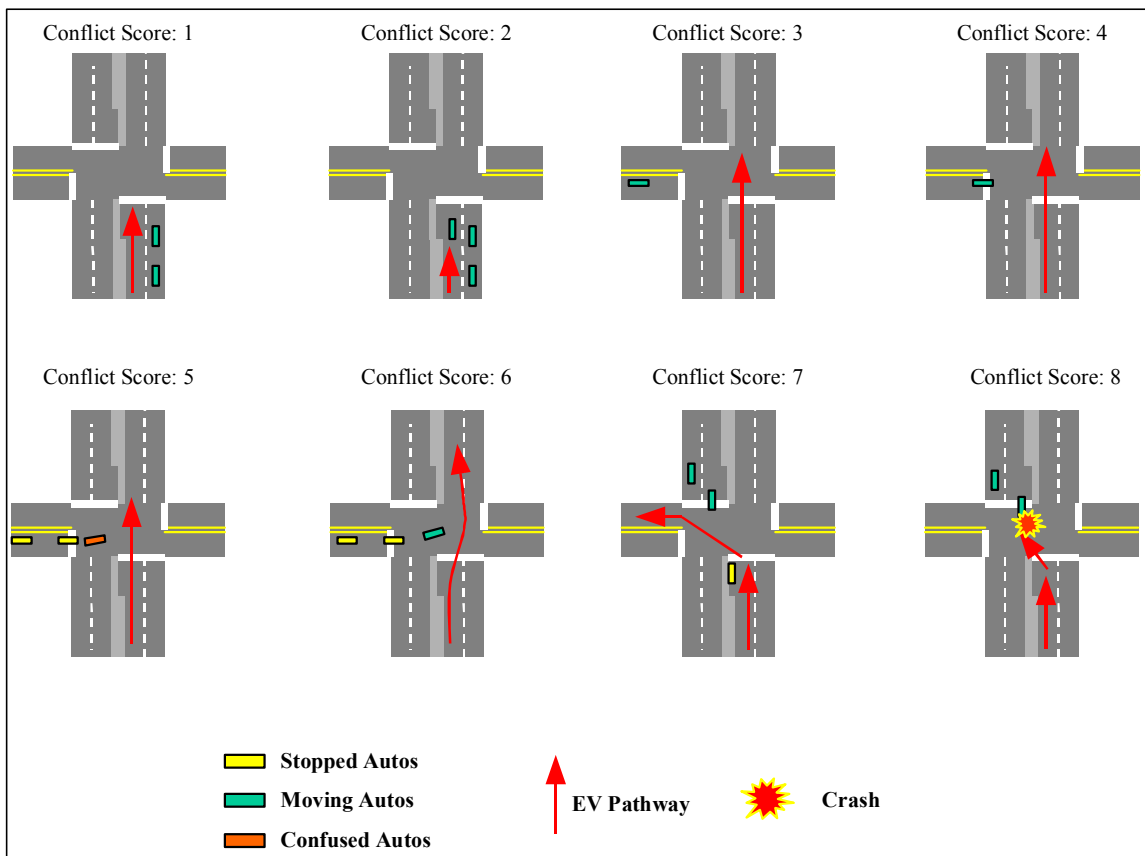 Conflict Score: 1
Conflict Score: 2
Conflict Score: 3
Conflict Score: 4
Conflict Score: 5
Conflict Score: 6
Conflict Score: 7
Conflict Score: 8
Stopped Autos
Moving Autos
Confused Autos
EV Pathway
Crash